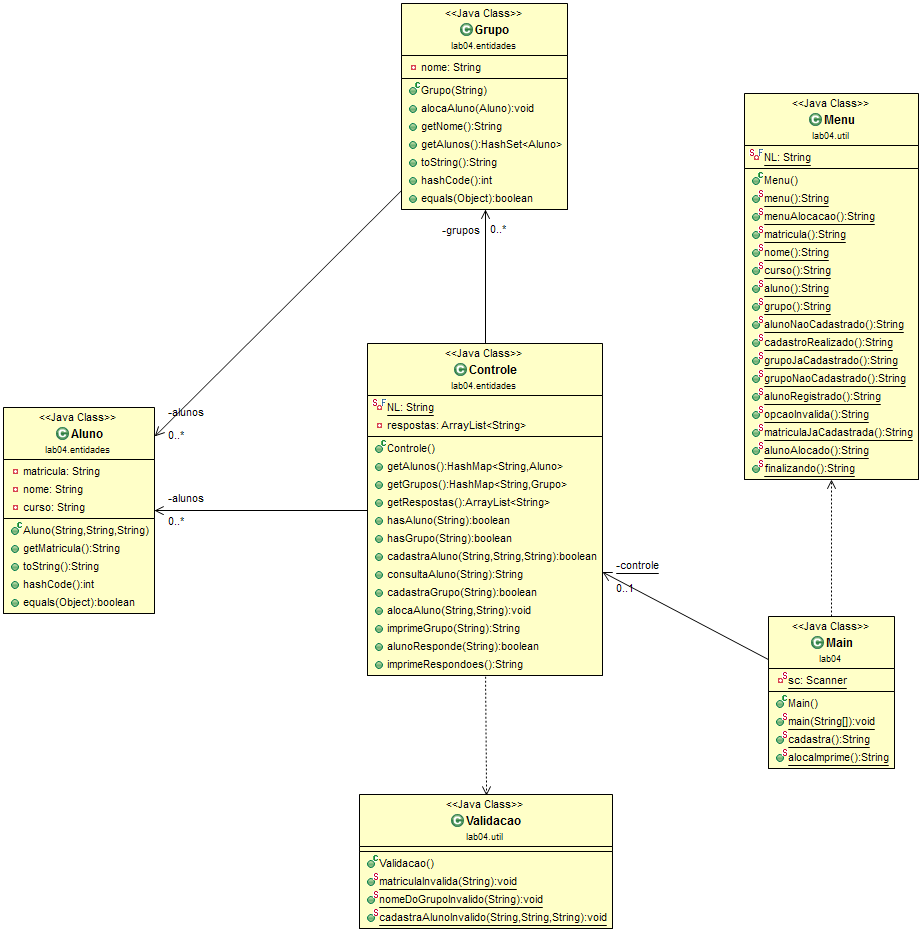 <<Java Class>>
Grupo
lab04.entidades
nome: String
Grupo(String)
alocaAluno(Aluno):void
getNome():String
getAlunos():HashSet<Aluno>
toString():String
hashCode():int
equals(Object):boolean
<<Java Class>>
Menu
lab04.util
NL: String
Menu()
menu():String
menuAlocacao():String
matricula():String
nome():String
curso():String
aluno():String
grupo():String
alunoNaoCadastrado():String
cadastroRealizado():String
grupoJaCadastrado():String
grupoNaoCadastrado():String
alunoRegistrado():String
opcaoInvalida():String
matriculaJaCadastrada():String
alunoAlocado():String
finalizando():String
-grupos 0..*
<<Java Class>>
Controle
lab04.entidades
NL: String
respostas: ArrayList<String>
Controle()
getAlunos():HashMap<String,Aluno>
getGrupos():HashMap<String,Grupo>
getRespostas():ArrayList<String>
hasAluno(String):boolean
hasGrupo(String):boolean
cadastraAluno(String,String,String):boolean
consultaAluno(String):String
cadastraGrupo(String):boolean
alocaAluno(String,String):void
imprimeGrupo(String):String
alunoResponde(String):boolean
imprimeRespondoes():String
-alunos
0..*
-alunos
0..*
<<Java Class>>
Aluno
lab04.entidades
matricula: String
nome: String
curso: String
Aluno(String,String,String)
getMatricula():String
toString():String
hashCode():int
equals(Object):boolean
-controle
0..1
<<Java Class>>
Main
lab04
sc: Scanner
Main()
main(String[]):void
cadastra():String
alocaImprime():String
<<Java Class>>
Validacao
lab04.util
Validacao()
matriculaInvalida(String):void
nomeDoGrupoInvalido(String):void
cadastraAlunoInvalido(String,String,String):void